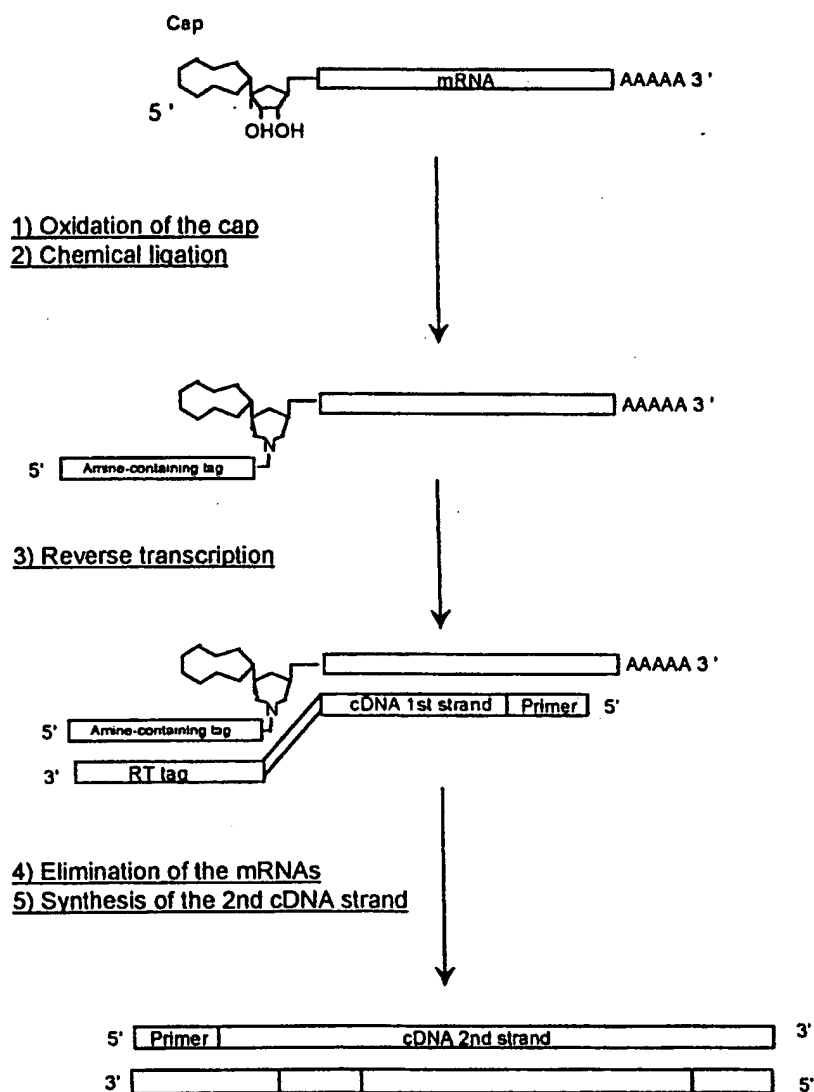 Cap
mRNA AAAAA 3 '
5 '
OHOH
1) Oxidation of the cap
2) Chemical ligation
AAAAA 3 '
N
5' Amine-containing tag
3) Reverse transcription
AAAAA 3 '
cDNA 1st strand Primer 5'
N
5' Amine-containing tag
3' RT tag
4) Elimination of the mRNAs
5) Synthesis of the 2nd cDNA strand
5' Primer cDNA 2nd strand 3'
3' 5'